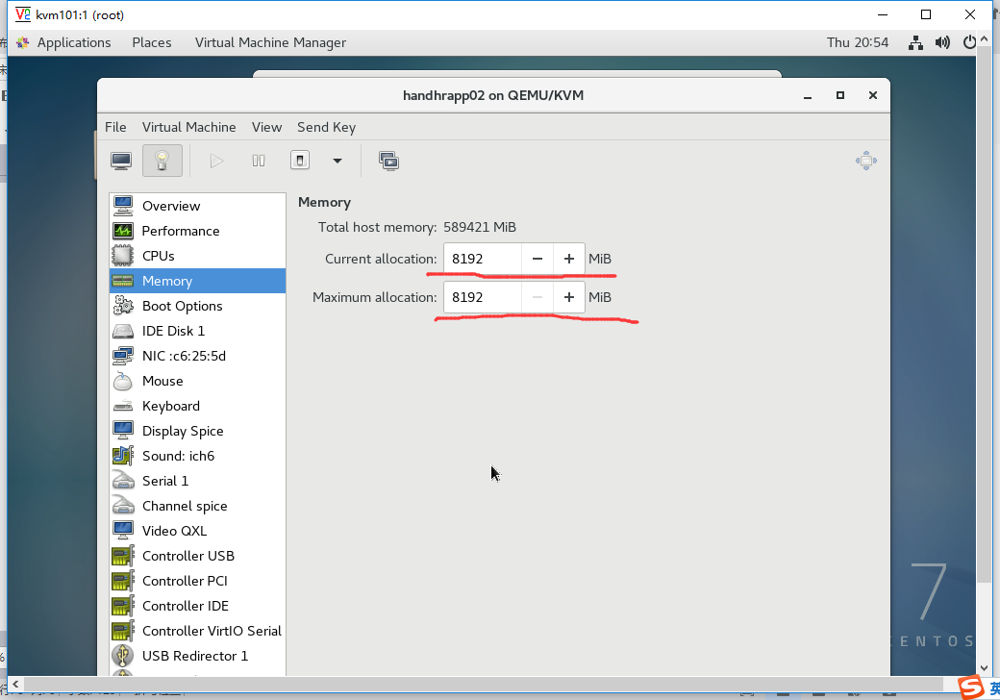 kvm101:1 (root)
Applications Places Virtual Machine Manager Thu 20:54
handhrapp02 on QEMU/KVM
File Virtual Machine View Send Key
Memory
Total host memory: 589421 MiB
Current allocation: 8192 MiB
Maximum allocation: 8192 MiB
Overview
Performance
CPUs
Memory
Boot Options
IDE Disk 1
NIC :c6:25:5d
Mouse
Keyboard
Display Spice
Sound: ich6
Serial 1
Channel spice
Video QXL
Controller USB
Controller PCI
Controller IDE
Controller VirtIO Serial
USB Redirector 1
7
ENTOS
英